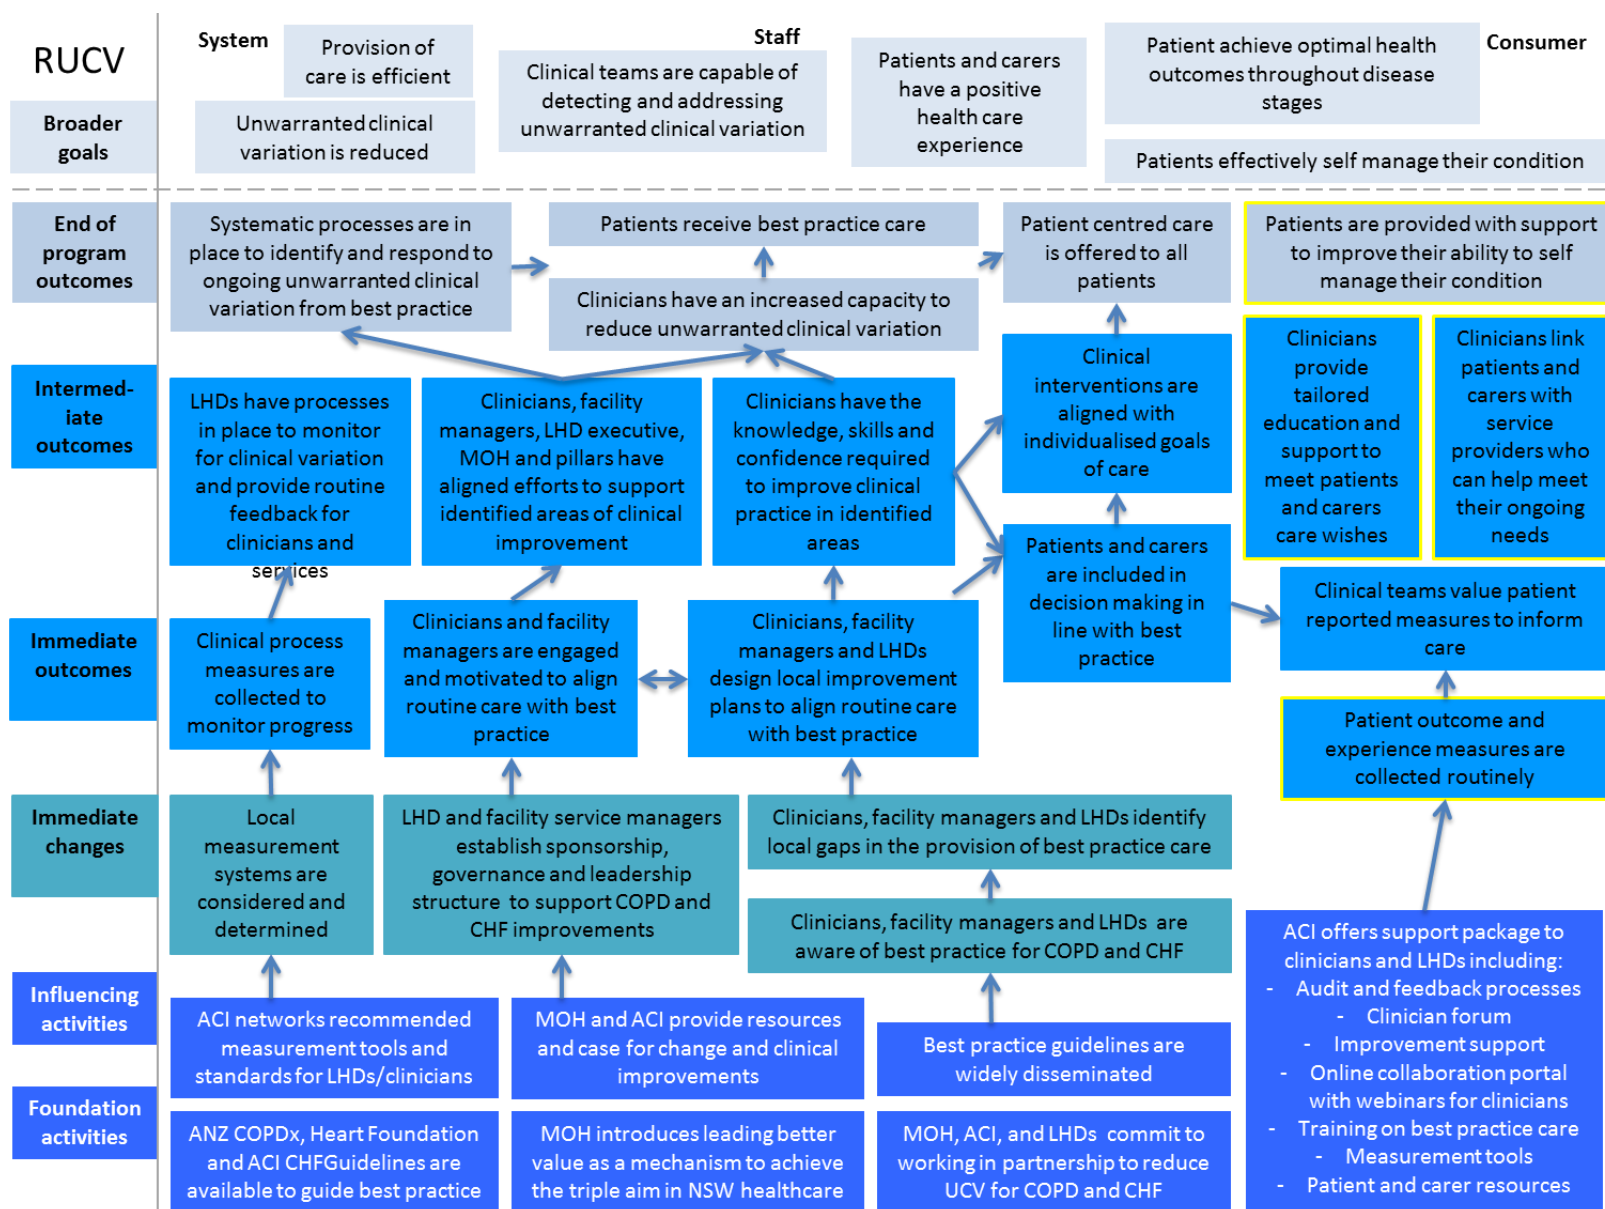 RUCV
System
Staff
Consumer
Provision of
care is efficient
Unwarranted clinical
variation is reduced
Clinical teams are capable of
detecting and addressing
unwarranted clinical variation
Patients and carers
have a positive
health care
experience
Patient achieve optimal health
outcomes throughout disease
stages
Patients effectively self manage their condition
Broader
goals
End of
program
outcomes
Systematic processes are in
place to identify and respond to
ongoing unwarranted clinical
variation from best practice
Patients receive best practice care
Clinicians have an increased capacity to
reduce unwarranted clinical variation
Patient centred care
is offered to all
patients
Patients are provided with support
to improve their ability to self
manage their condition
Intermed-
iate
outcomes
LHDs have processes
in place to monitor
for clinical variation
and provide routine
feedback for
clinicians and
services
Clinicians, facility
managers, LHD executive,
MOH and pillars have
aligned efforts to support
identified areas of clinical
improvement
Clinicians have the
knowledge, skills and
confidence required
to improve clinical
practice in identified
areas
Clinical
interventions are
aligned with
individualised goals
of care
Clinicians
provide
tailored
education and
support to
meet patients
and carers
care wishes
Clinicians link
patients and
carers with
service
providers who
can help meet
their ongoing
needs
Patients and carers
are included in
decision making in
line with best
practice
Immediate
outcomes
Clinical process
measures are
collected to
monitor progress
Clinicians and facility
managers are engaged
and motivated to align
routine care with best
practice
Clinicians, facility
managers and LHDs
design local improvement
plans to align routine care
with best practice
Clinical teams value patient
reported measures to inform
care
Patient outcome and
experience measures are
collected routinely
Immediate
changes
Local
measurement
systems are
considered and
determined
LHD and facility service managers
establish sponsorship,
governance and leadership
structure to support COPD and
CHF improvements
Clinicians, facility managers and LHDs identify
local gaps in the provision of best practice care
Clinicians, facility managers and LHDs are
aware of best practice for COPD and CHF
Influencing
activities
ACI networks recommended
measurement tools and
standards for LHDs/clinicians
MOH and ACI provide resources
and case for change and clinical
improvements
Best practice guidelines are
widely disseminated
ACI offers support package to
clinicians and LHDs including:
- Audit and feedback processes
- Clinician forum
- Improvement support
- Online collaboration portal
with webinars for clinicians
- Training on best practice care
- Measurement tools
- Patient and carer resources
Foundation
activities
ANZ COPDx, Heart Foundation
and ACI CHFGuidelines are
available to guide best practice
MOH introduces leading better
value as a mechanism to achieve
the triple aim in NSW healthcare
MOH, ACI, and LHDs commit to
working in partnership to reduce
UCV for COPD and CHF